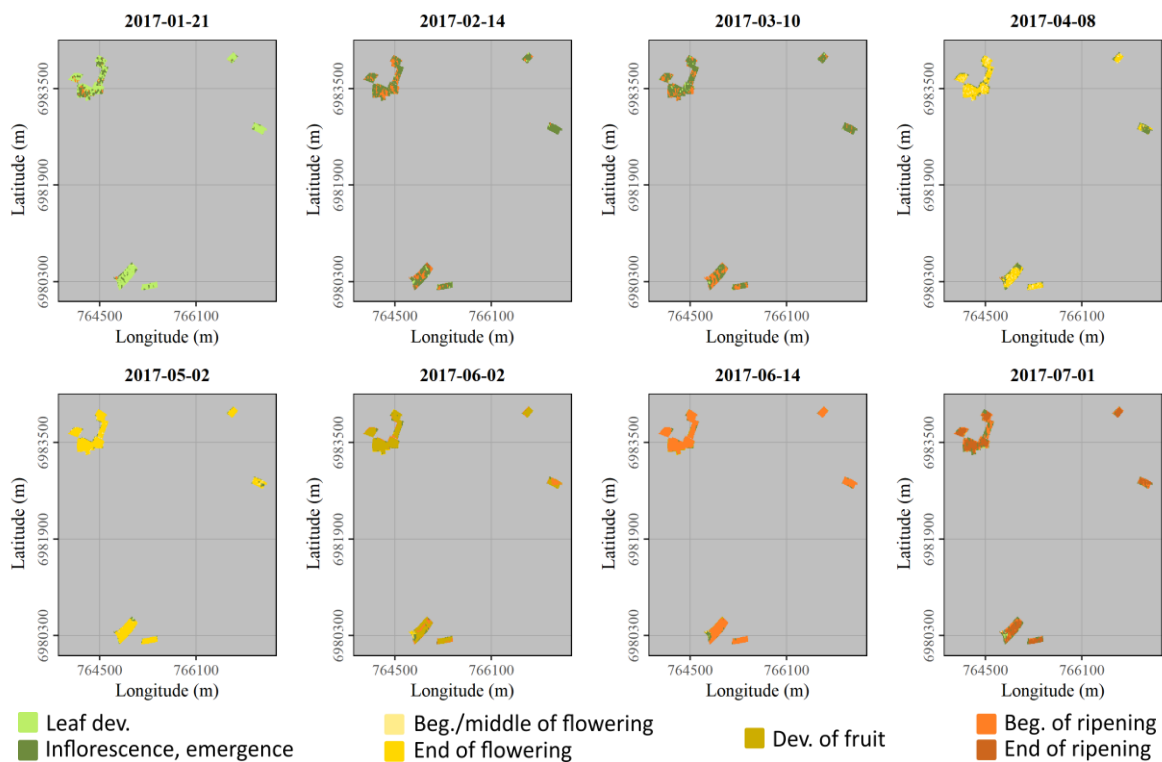 2017-01-21 2017-02-14 2017-03-10 2017-04-08
Latitude (m) Latitude (m) Latitude (m) Latitude (m)
6983500 6983500 6983500 6983500
6981900 6981900 6981900 6981900
6980300 6980300 6980300 6980300
764500 766100 764500 766100 764500 766100 764500 766100
Longitude (m) Longitude (m) Longitude (m) Longitude (m)
2017-05-02 2017-06-02 2017-06-14 2017-07-01
Latitude (m) Latitude (m) Latitude (m) Latitude (m)
6983500 6983500 6983500 6983500
6981900 6981900 6981900 6981900
6980300 6980300 6980300 6980300
764500 766100 764500 766100 764500 766100 764500 766100
Longitude (m) Longitude (m) Longitude (m) Longitude (m)
Leaf dev. Beg./middle of flowering Beg. of ripening
Inflorescence, emergence End of flowering Dev. of fruit End of ripening